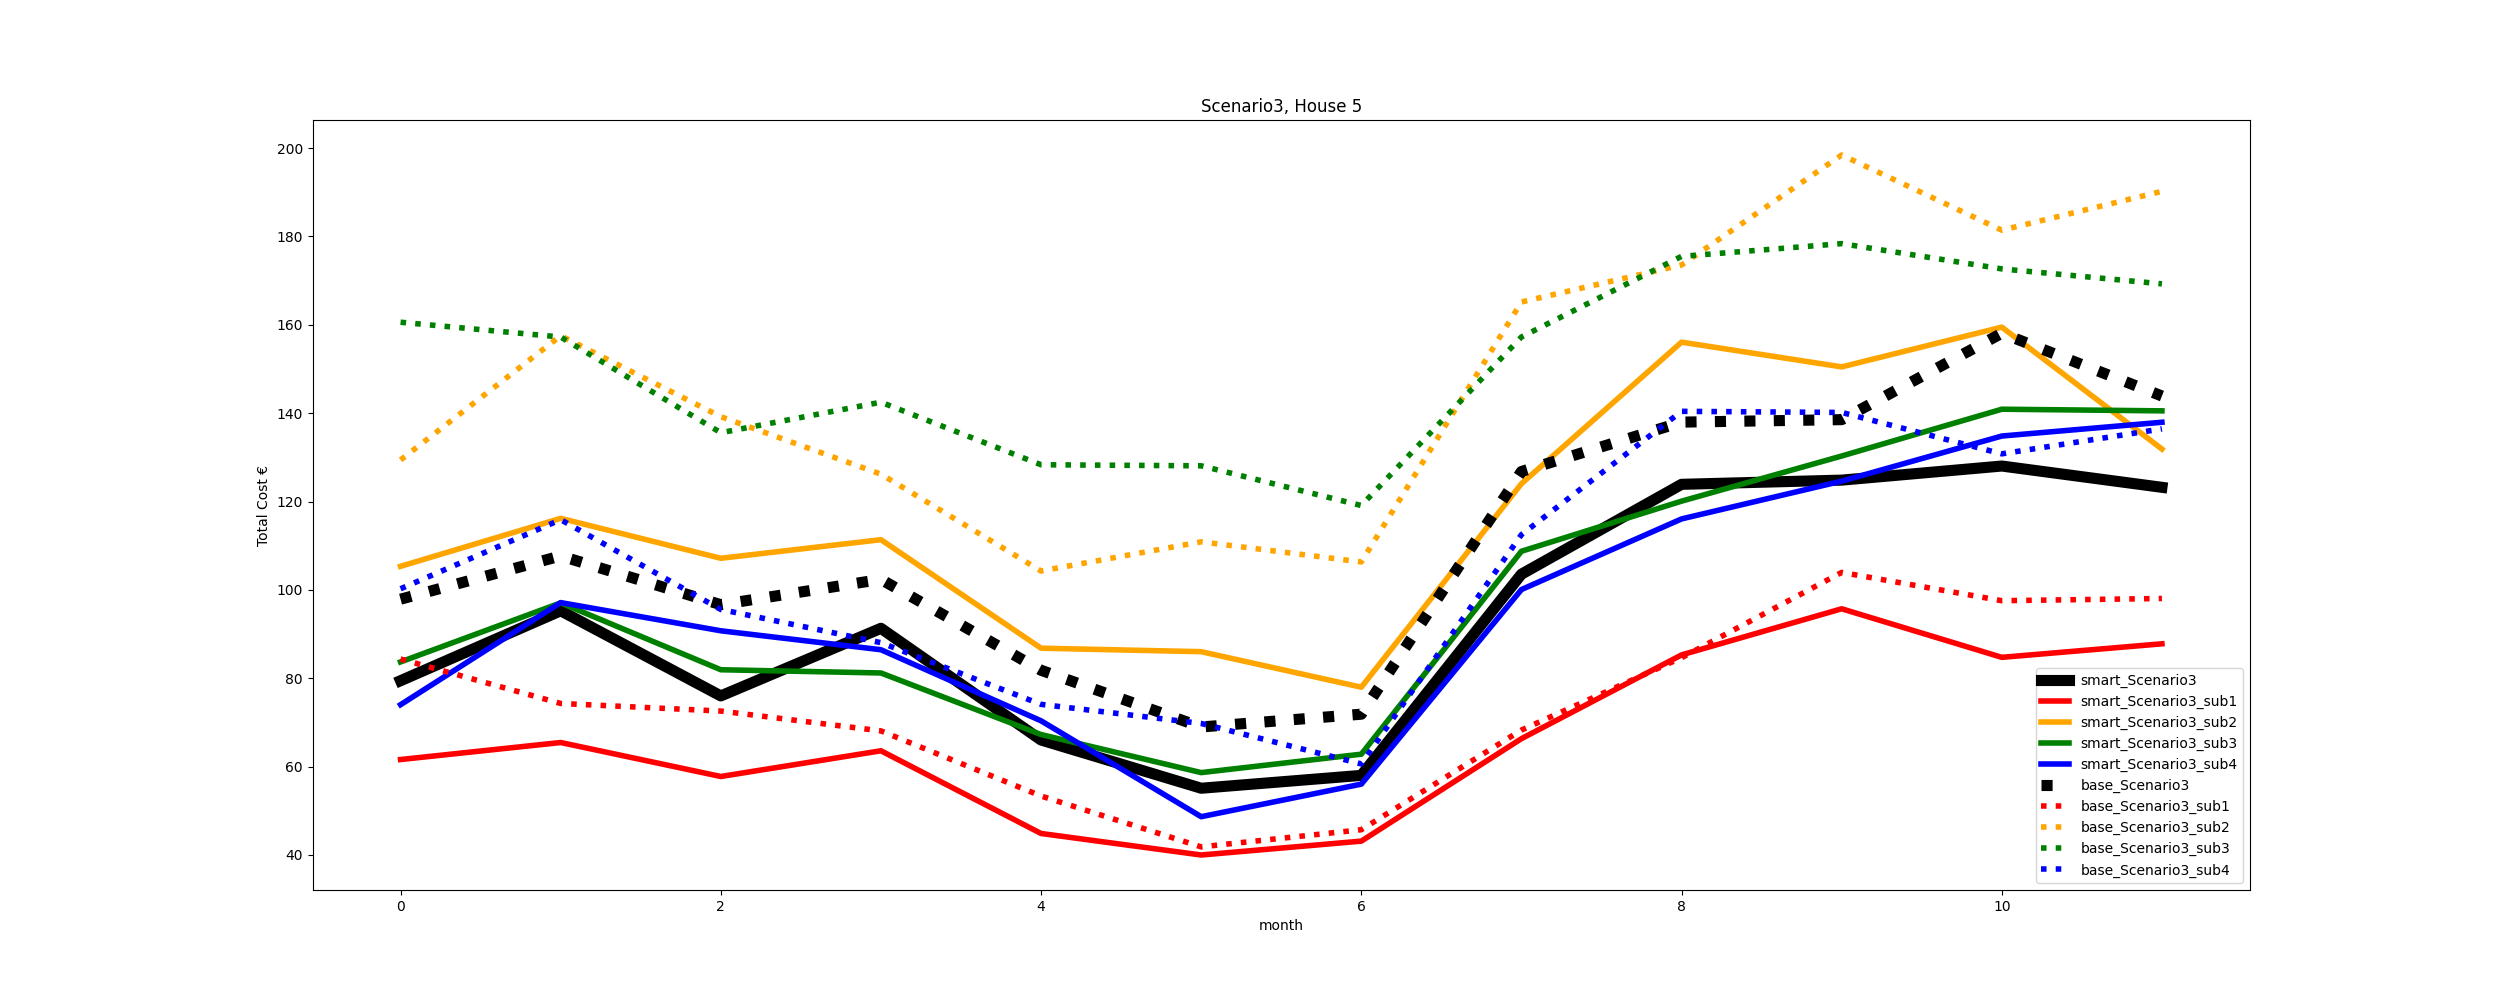 Scenario3, House 5
Total Cost €
200
180
160
140
120
100
80
60
40
0 2 4 6 8 10
month
smart_Scenario3
smart_Scenario3_sub1
smart_Scenario3_sub2
smart_Scenario3_sub3
smart_Scenario3_sub4
base_Scenario3
base_Scenario3_sub1
base_Scenario3_sub2
base_Scenario3_sub3
base_Scenario3_sub4